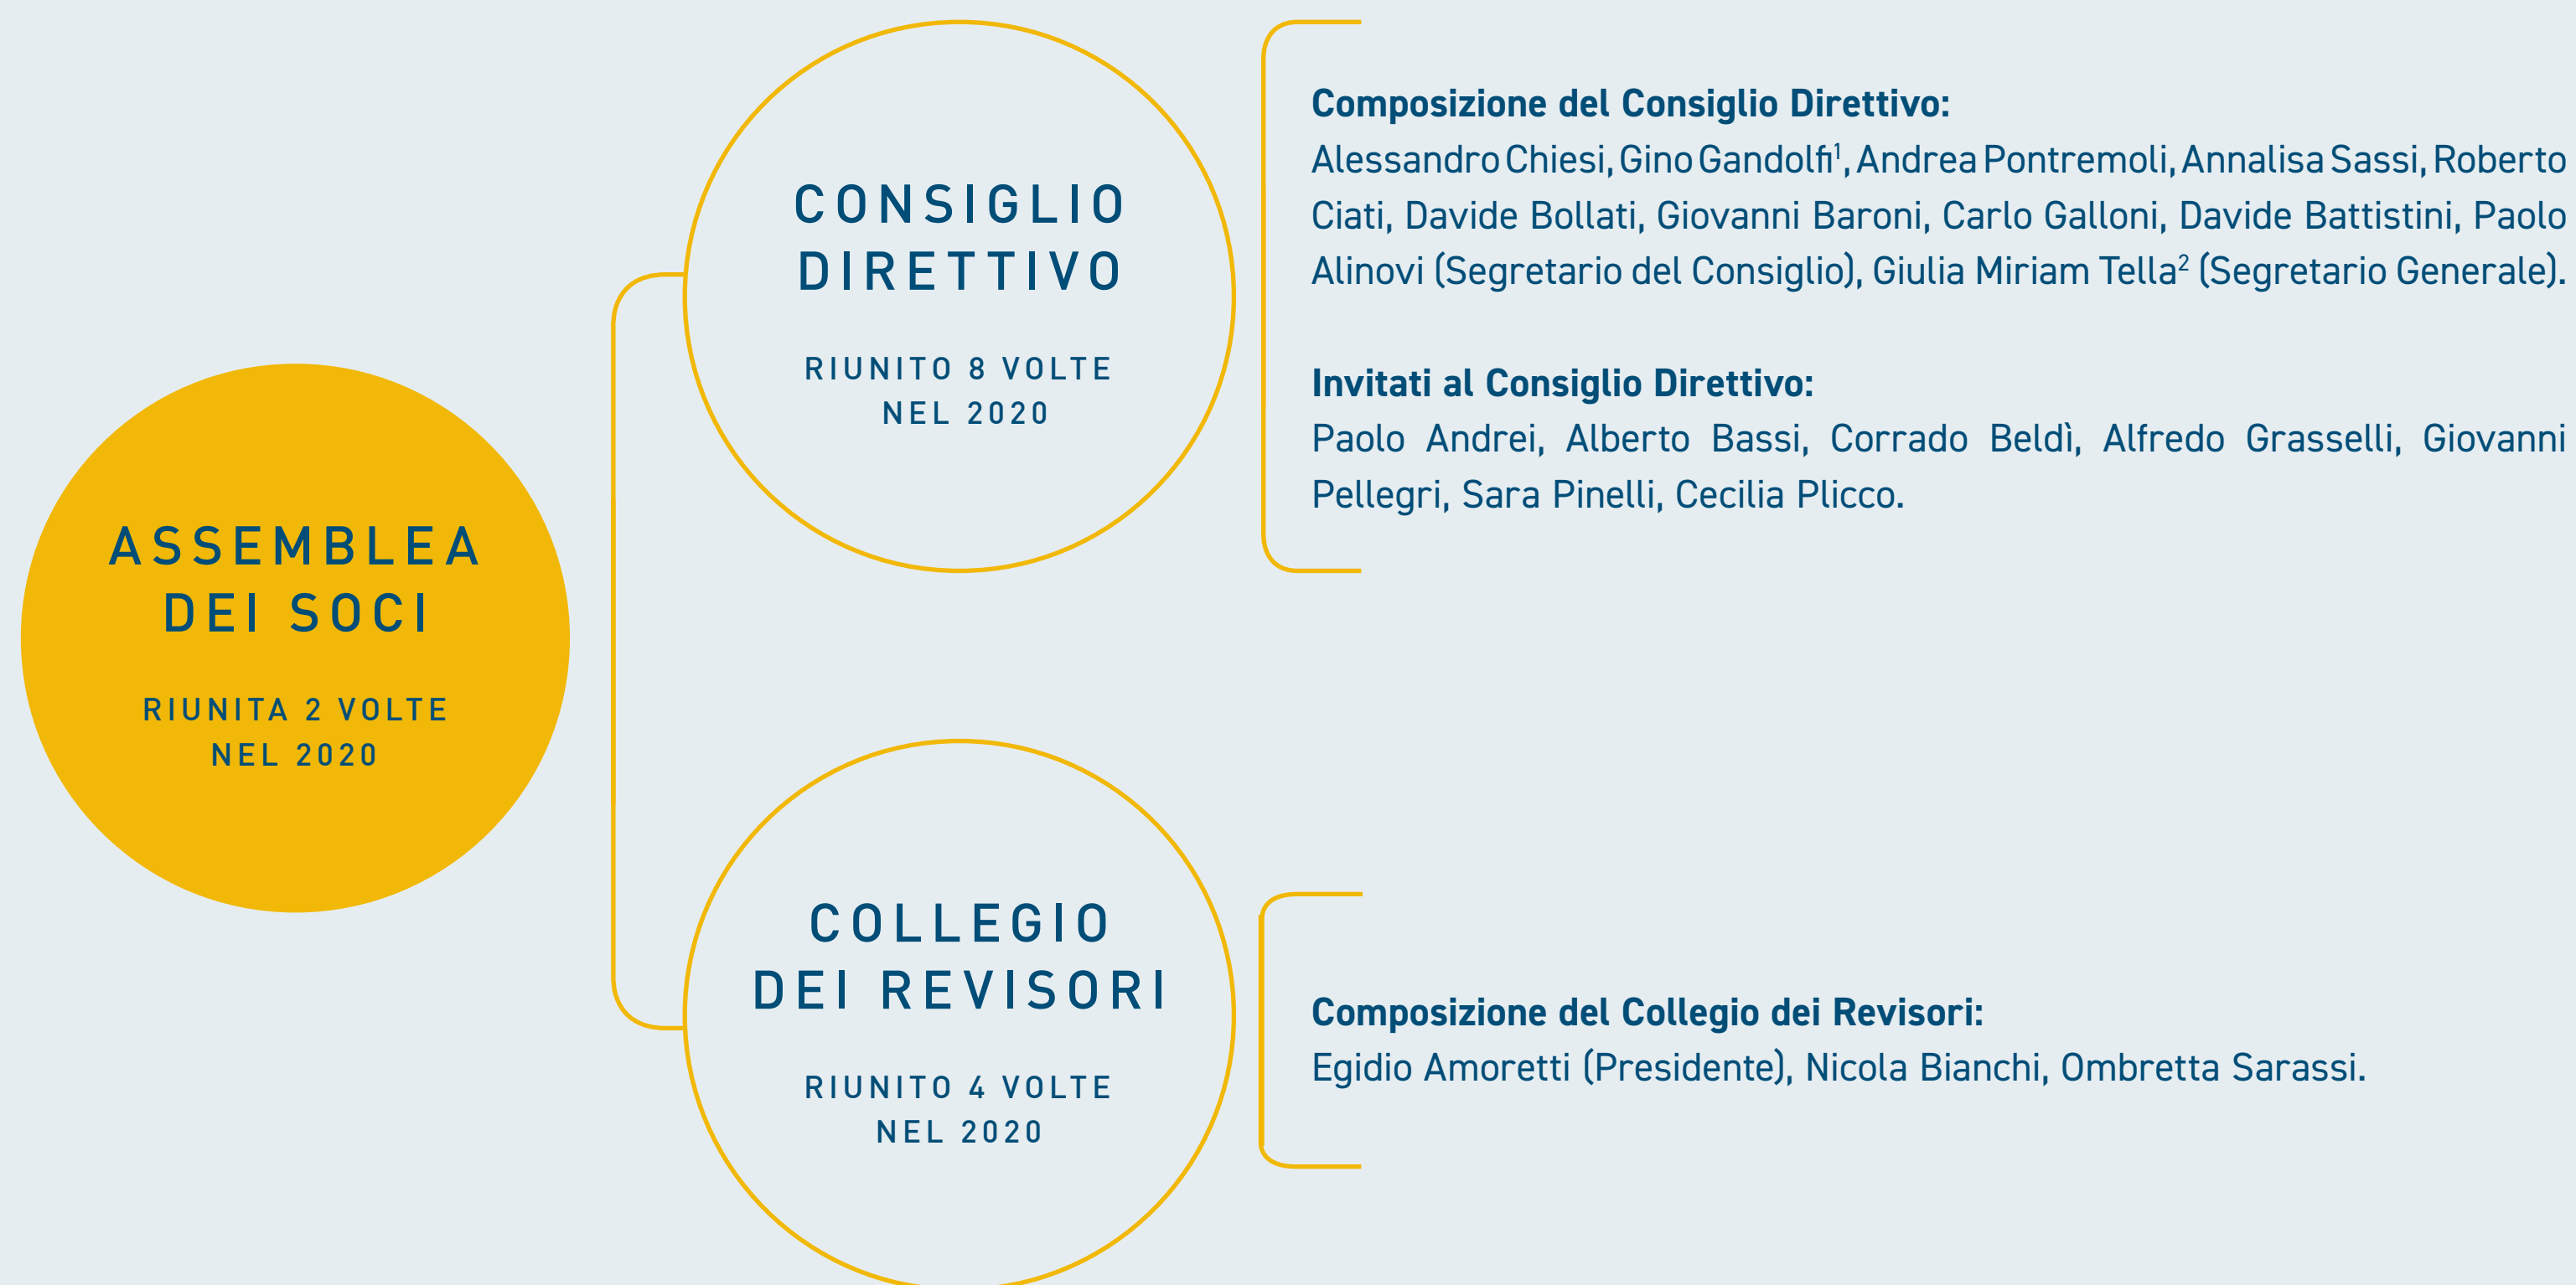 ASSEMBLEA
DEI SOCI
RIUNITA 2 VOLTE
NEL 2020
CONSIGLIO
DIRETTIVO
RIUNITO 8 VOLTE
NEL 2020
Composizione del Consiglio Direttivo:
Alessandro Chiesi, Gino Gandolfi¹, Andrea Pontremoli, Annalisa Sassi, Roberto
Ciati, Davide Bollati, Giovanni Baroni, Carlo Galloni, Davide Battistini, Paolo
Alinovi (Segretario del Consiglio), Giulia Miriam Tella² (Segretario Generale).
Invitati al Consiglio Direttivo:
Paolo Andrei, Alberto Bassi, Corrado Beldì, Alfredo Grasselli, Giovanni
Pellegri, Sara Pinelli, Cecilia Plicco.
COLLEGIO
DEI REVISORI
RIUNITO 4 VOLTE
NEL 2020
Composizione del Collegio dei Revisori:
Egidio Amoretti (Presidente), Nicola Bianchi, Ombretta Sarassi.